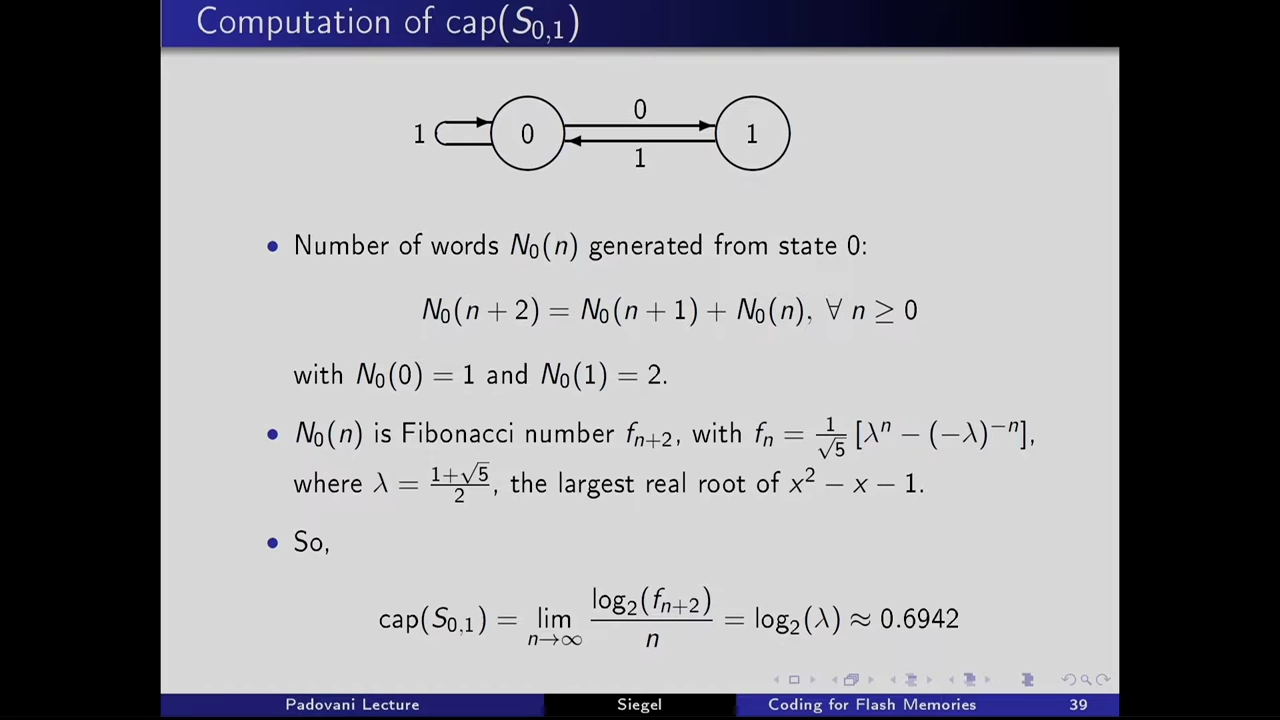 Computation of cap(S₀,₁)
0
1 0 1
1
• Number of words N₀(n) generated from state 0:
N₀(n + 2) = N₀(n + 1) + N₀(n), ∀ n ≥ 0
with N₀(0) = 1 and N₀(1) = 2.
• N₀(n) is Fibonacci number fₙ₊₂, with fₙ = 1/√5 [λⁿ − (−λ)⁻ⁿ],
where λ = (1+√5)/2, the largest real root of x² − x − 1.
• So,
cap(S₀,₁) = lim n→∞ log₂(fₙ₊₂)/n = log₂(λ) ≈ 0.6942
Padovani Lecture Siegel Coding for Flash Memories 39